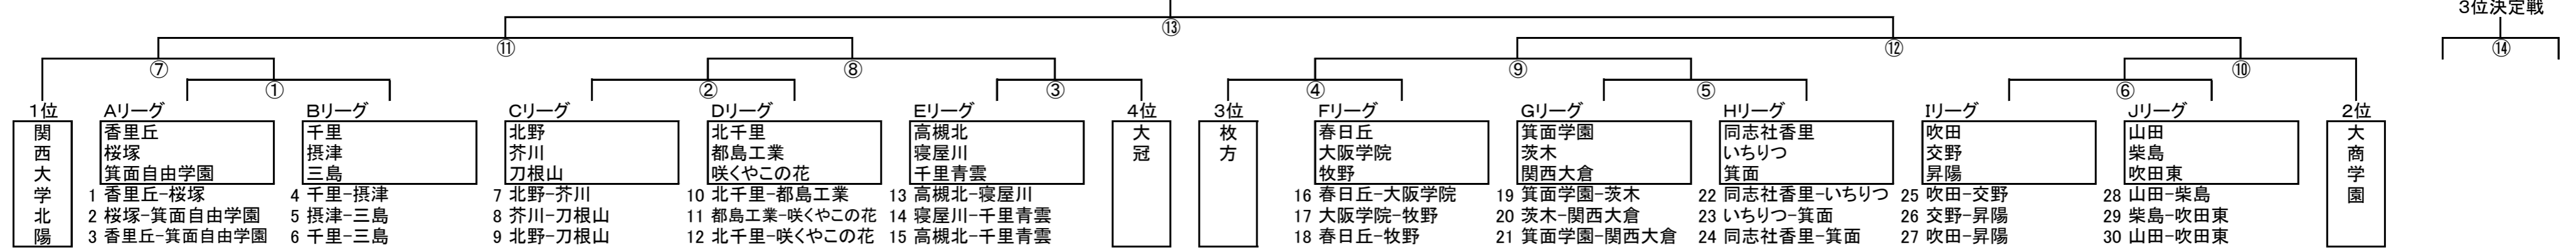 3位決定戦
⑬
⑪ ⑫ ⑭
⑦ ⑧ ⑨ ⑩
① ② ③ ④ ⑤ ⑥
1位 Aリーグ Bリーグ Cリーグ Dリーグ Eリーグ 4位 3位 Fリーグ Gリーグ Hリーグ Iリーグ Jリーグ 2位
関西大学北陽
香里丘
桜塚
箕面自由学園
1 香里丘-桜塚
2 桜塚-箕面自由学園
3 香里丘-箕面自由学園
千里
摂津
三島
4 千里-摂津
5 摂津-三島
6 千里-三島
北野
芥川
刀根山
7 北野-芥川
8 芥川-刀根山
9 北野-刀根山
北千里
都島工業
咲くやこの花
10 北千里-都島工業
11 都島工業-咲くやこの花
12 北千里-咲くやこの花
高槻北
寝屋川
千里青雲
13 高槻北-寝屋川
14 寝屋川-千里青雲
15 高槻北-千里青雲
大冠
枚方
春日丘
大阪学院
牧野
16 春日丘-大阪学院
17 大阪学院-牧野
18 春日丘-牧野
箕面学園
茨木
関西大倉
19 箕面学園-茨木
20 茨木-関西大倉
21 箕面学園-関西大倉
同志社香里
いちりつ
箕面
22 同志社香里-いちりつ
23 いちりつ-箕面
24 同志社香里-箕面
吹田
交野
昇陽
25 吹田-交野
26 交野-昇陽
27 吹田-昇陽
山田
柴島
吹田東
28 山田-柴島
29 柴島-吹田東
30 山田-吹田東
大商学園